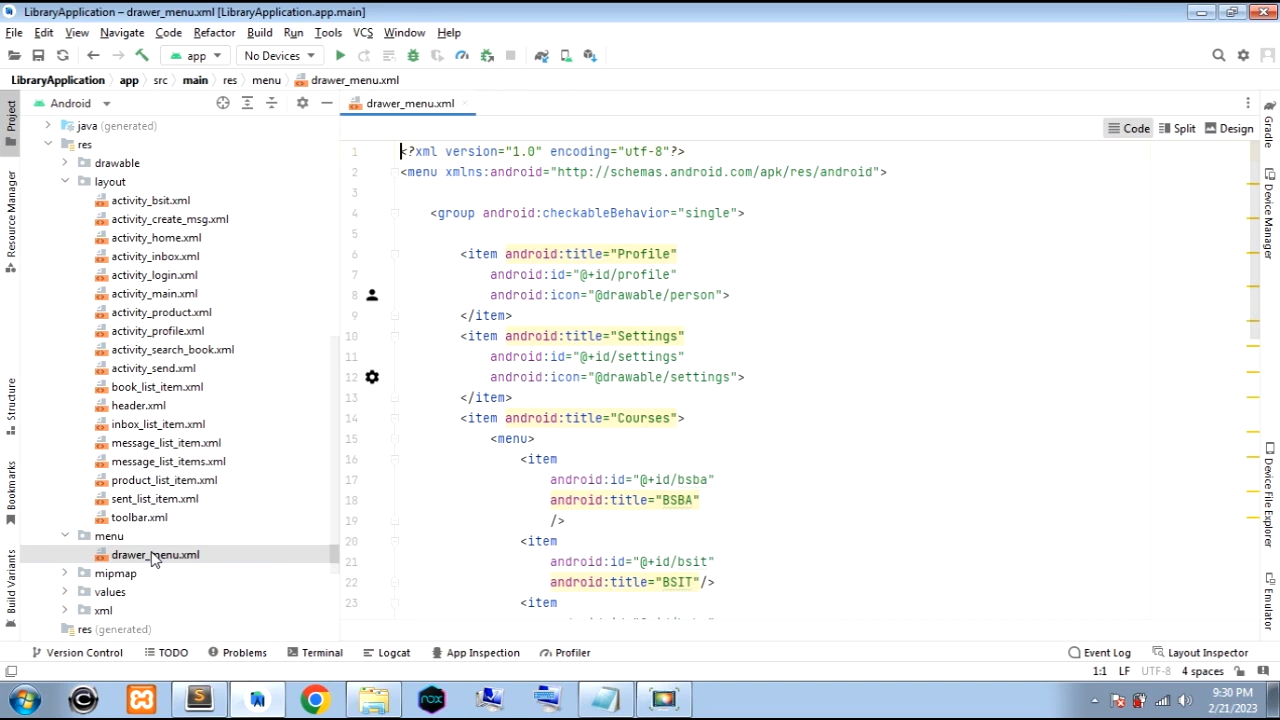 LibraryApplication – drawer_menu.xml [LibraryApplication.app.main]
File Edit View Navigate Code Refactor Build Run Tools VCS Window Help
app No Devices
LibraryApplication app src main res menu drawer_menu.xml
Project
Resource Manager
Structure
Bookmarks
Build Variants
Android
java (generated)
res
drawable
layout
activity_bsit.xml
activity_create_msg.xml
activity_home.xml
activity_inbox.xml
activity_login.xml
activity_main.xml
activity_product.xml
activity_profile.xml
activity_search_book.xml
activity_send.xml
book_list_item.xml
header.xml
inbox_list_item.xml
message_list_item.xml
message_list_items.xml
product_list_item.xml
sent_list_item.xml
toolbar.xml
menu
drawer_menu.xml
mipmap
values
xml
res (generated)
drawer_menu.xml
Code Split Design
1 <?xml version="1.0" encoding="utf-8"?>
2 <menu xmlns:android="http://schemas.android.com/apk/res/android">
3
4 <group android:checkableBehavior="single">
5
6 <item android:title="Profile"
7 android:id="@+id/profile"
8 android:icon="@drawable/person">
9 </item>
10 <item android:title="Settings"
11 android:id="@+id/settings"
12 android:icon="@drawable/settings">
13 </item>
14 <item android:title="Courses">
15 <menu>
16 <item
17 android:id="@+id/bsba"
18 android:title="BSBA"
19 />
20 <item
21 android:id="@+id/bsit"
22 android:title="BSIT"/>
23 <item
Gradle
Device Manager
Device File Explorer
Emulator
Version Control TODO Problems Terminal Logcat App Inspection Profiler Event Log Layout Inspector
1:1 LF UTF-8 4 spaces
nox
9:30 PM
2/21/2023